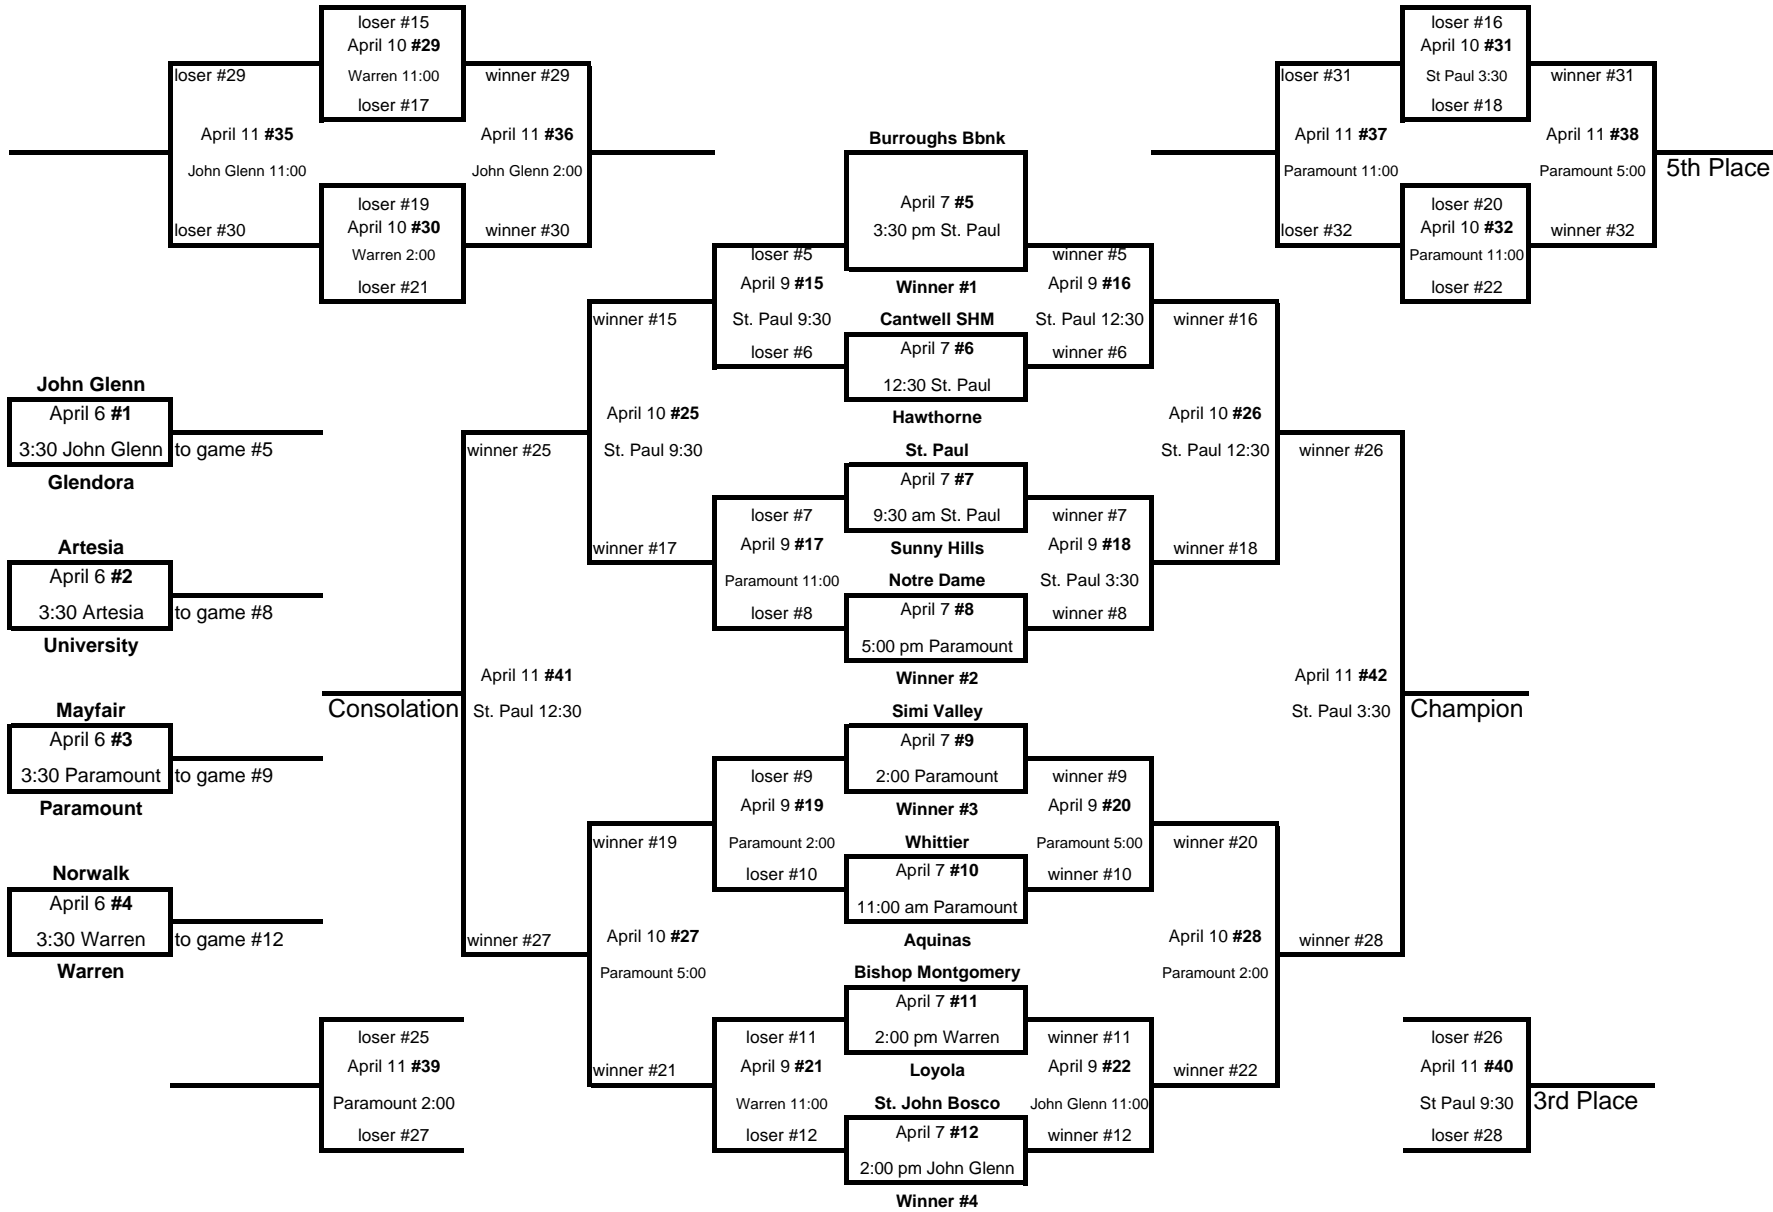 loser #15
April 10 #29
Warren 11:00
loser #17
loser #29
winner #29
April 11 #35
John Glenn 11:00
April 11 #36
John Glenn 2:00
loser #19
April 10 #30
Warren 2:00
loser #21
loser #30
winner #30
loser #16
April 10 #31
St Paul 3:30
loser #18
loser #31
winner #31
April 11 #37
Paramount 11:00
April 11 #38
Paramount 5:00
5th Place
loser #20
April 10 #32
Paramount 11:00
loser #22
loser #32
winner #32
John Glenn
April 6 #1
3:30 John Glenn
to game #5
Glendora
Artesia
April 6 #2
3:30 Artesia
to game #8
University
Mayfair
April 6 #3
3:30 Paramount
to game #9
Paramount
Norwalk
April 6 #4
3:30 Warren
to game #12
Warren
Burroughs Bbnk
April 7 #5
3:30 pm St. Paul
Winner #1
Cantwell SHM
April 7 #6
12:30 St. Paul
Hawthorne
St. Paul
April 7 #7
9:30 am St. Paul
Sunny Hills
Notre Dame
April 7 #8
5:00 pm Paramount
Winner #2
Simi Valley
April 7 #9
2:00 Paramount
Winner #3
Whittier
April 7 #10
11:00 am Paramount
Aquinas
Bishop Montgomery
April 7 #11
2:00 pm Warren
Loyola
St. John Bosco
April 7 #12
2:00 pm John Glenn
Winner #4
loser #5
April 9 #15
St. Paul 9:30
loser #6
winner #5
April 9 #16
St. Paul 12:30
winner #6
loser #7
April 9 #17
Paramount 11:00
loser #8
winner #7
April 9 #18
St. Paul 3:30
winner #8
loser #9
April 9 #19
Paramount 2:00
loser #10
winner #9
April 9 #20
Paramount 5:00
winner #10
loser #11
April 9 #21
Warren 11:00
loser #12
winner #11
April 9 #22
John Glenn 11:00
winner #12
winner #15
April 10 #25
St. Paul 9:30
winner #17
winner #16
April 10 #26
St. Paul 12:30
winner #18
winner #19
April 10 #27
Paramount 5:00
winner #21
winner #20
April 10 #28
Paramount 2:00
winner #22
winner #25
April 11 #41
St. Paul 12:30
Consolation
winner #27
winner #26
April 11 #42
St. Paul 3:30
Champion
winner #28
loser #25
April 11 #39
Paramount 2:00
loser #27
loser #26
April 11 #40
St Paul 9:30
3rd Place
loser #28